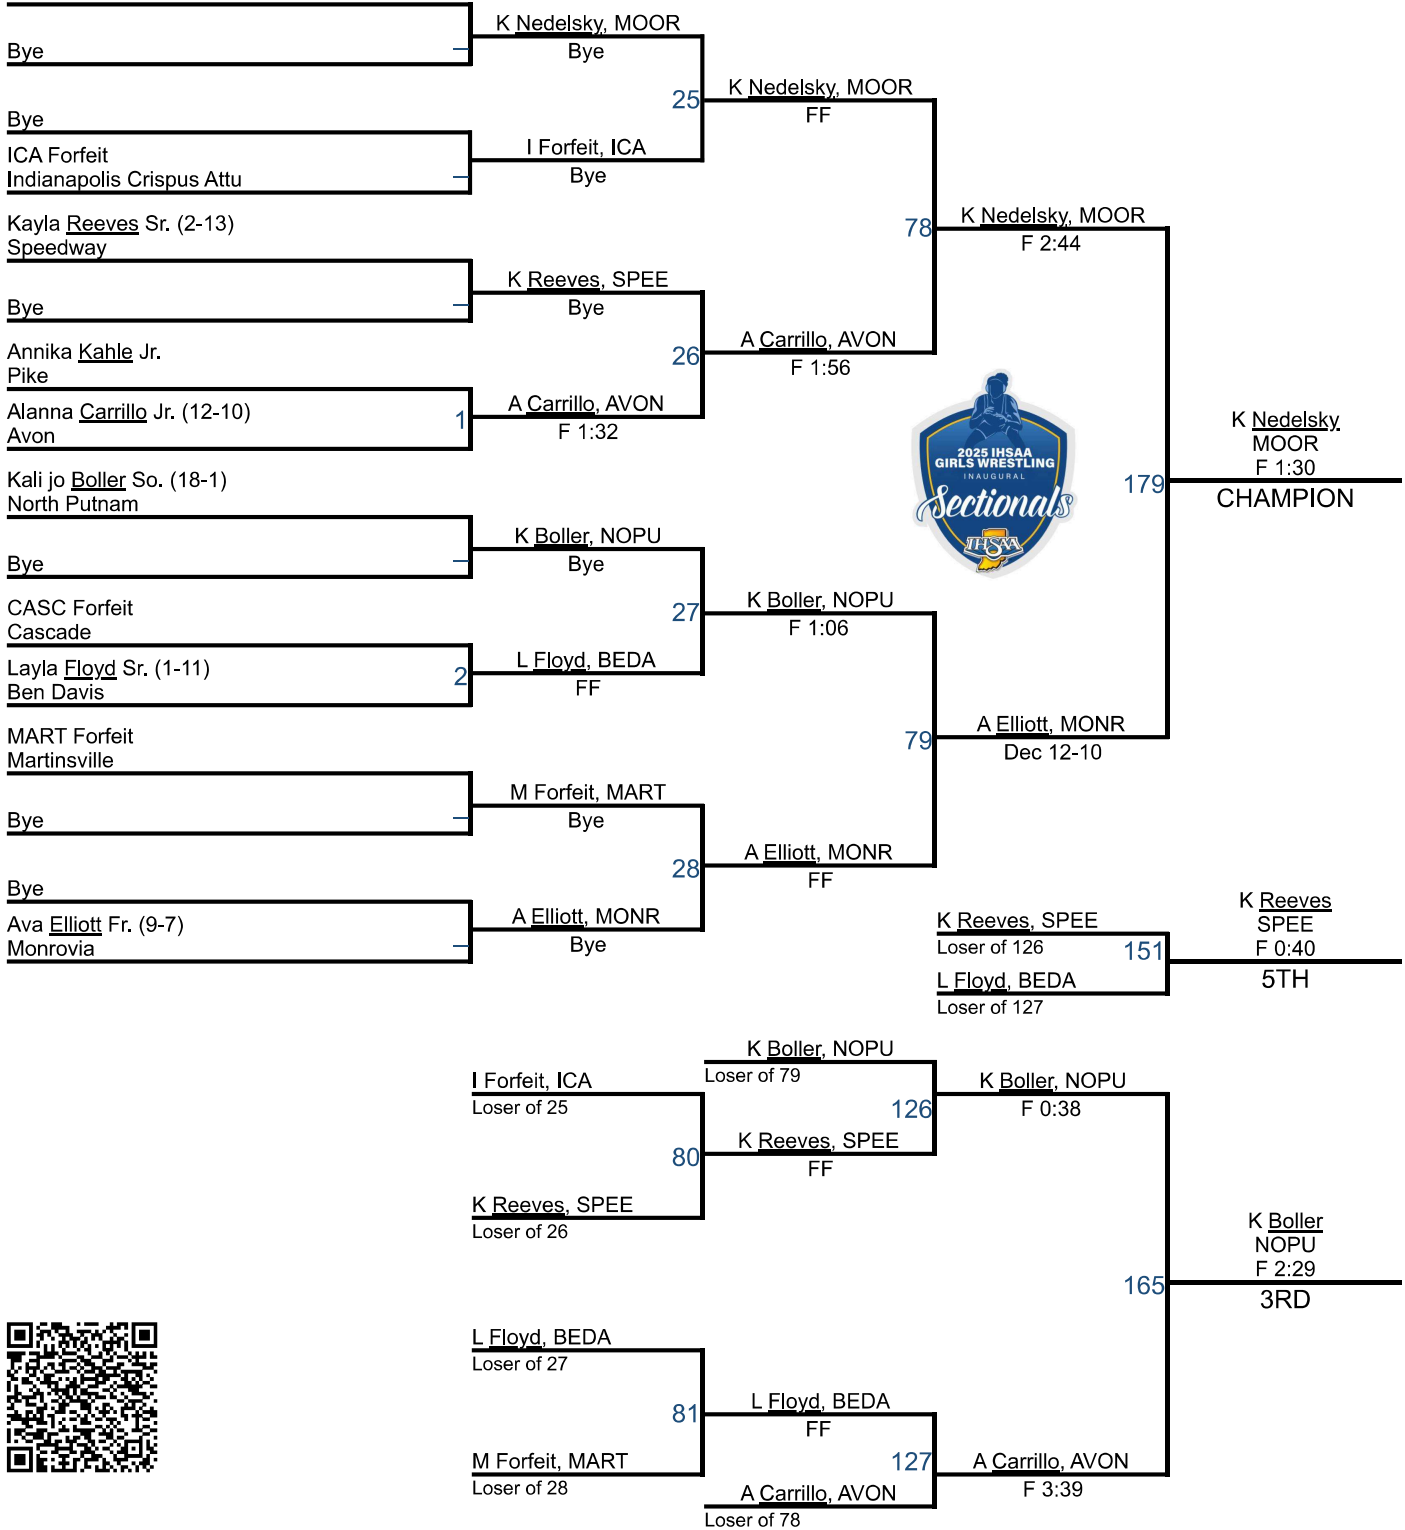 K Nedelsky, MOOR
Bye
Bye
25
K Nedelsky, MOOR
FF
Bye
ICA Forfeit
Indianapolis Crispus Attu
I Forfeit, ICA
Bye
Kayla Reeves Sr. (2-13)
Speedway
78
K Nedelsky, MOOR
F 2:44
K Reeves, SPEE
Bye
Bye
Annika Kahle Jr.
Pike
26
A Carrillo, AVON
F 1:56
Alanna Carrillo Jr. (12-10)
Avon
1
A Carrillo, AVON
F 1:32
2025 IHSAA
GIRLS WRESTLING
INAUGURAL
Sectionals
IHSAA
179
K Nedelsky
MOOR
F 1:30
CHAMPION
Kali jo Boller So. (18-1)
North Putnam
K Boller, NOPU
Bye
Bye
CASC Forfeit
Cascade
27
K Boller, NOPU
F 1:06
Layla Floyd Sr. (1-11)
Ben Davis
2
L Floyd, BEDA
FF
MART Forfeit
Martinsville
79
A Elliott, MONR
Dec 12-10
M Forfeit, MART
Bye
Bye
28
A Elliott, MONR
FF
Bye
Ava Elliott Fr. (9-7)
Monrovia
A Elliott, MONR
Bye
K Reeves, SPEE
Loser of 126
151
L Floyd, BEDA
Loser of 127
K Reeves
SPEE
F 0:40
5TH
K Boller, NOPU
Loser of 79
I Forfeit, ICA
Loser of 25
126
K Boller, NOPU
F 0:38
80
K Reeves, SPEE
FF
K Reeves, SPEE
Loser of 26
165
K Boller
NOPU
F 2:29
3RD
L Floyd, BEDA
Loser of 27
81
L Floyd, BEDA
FF
M Forfeit, MART
Loser of 28
127
A Carrillo, AVON
F 3:39
A Carrillo, AVON
Loser of 78